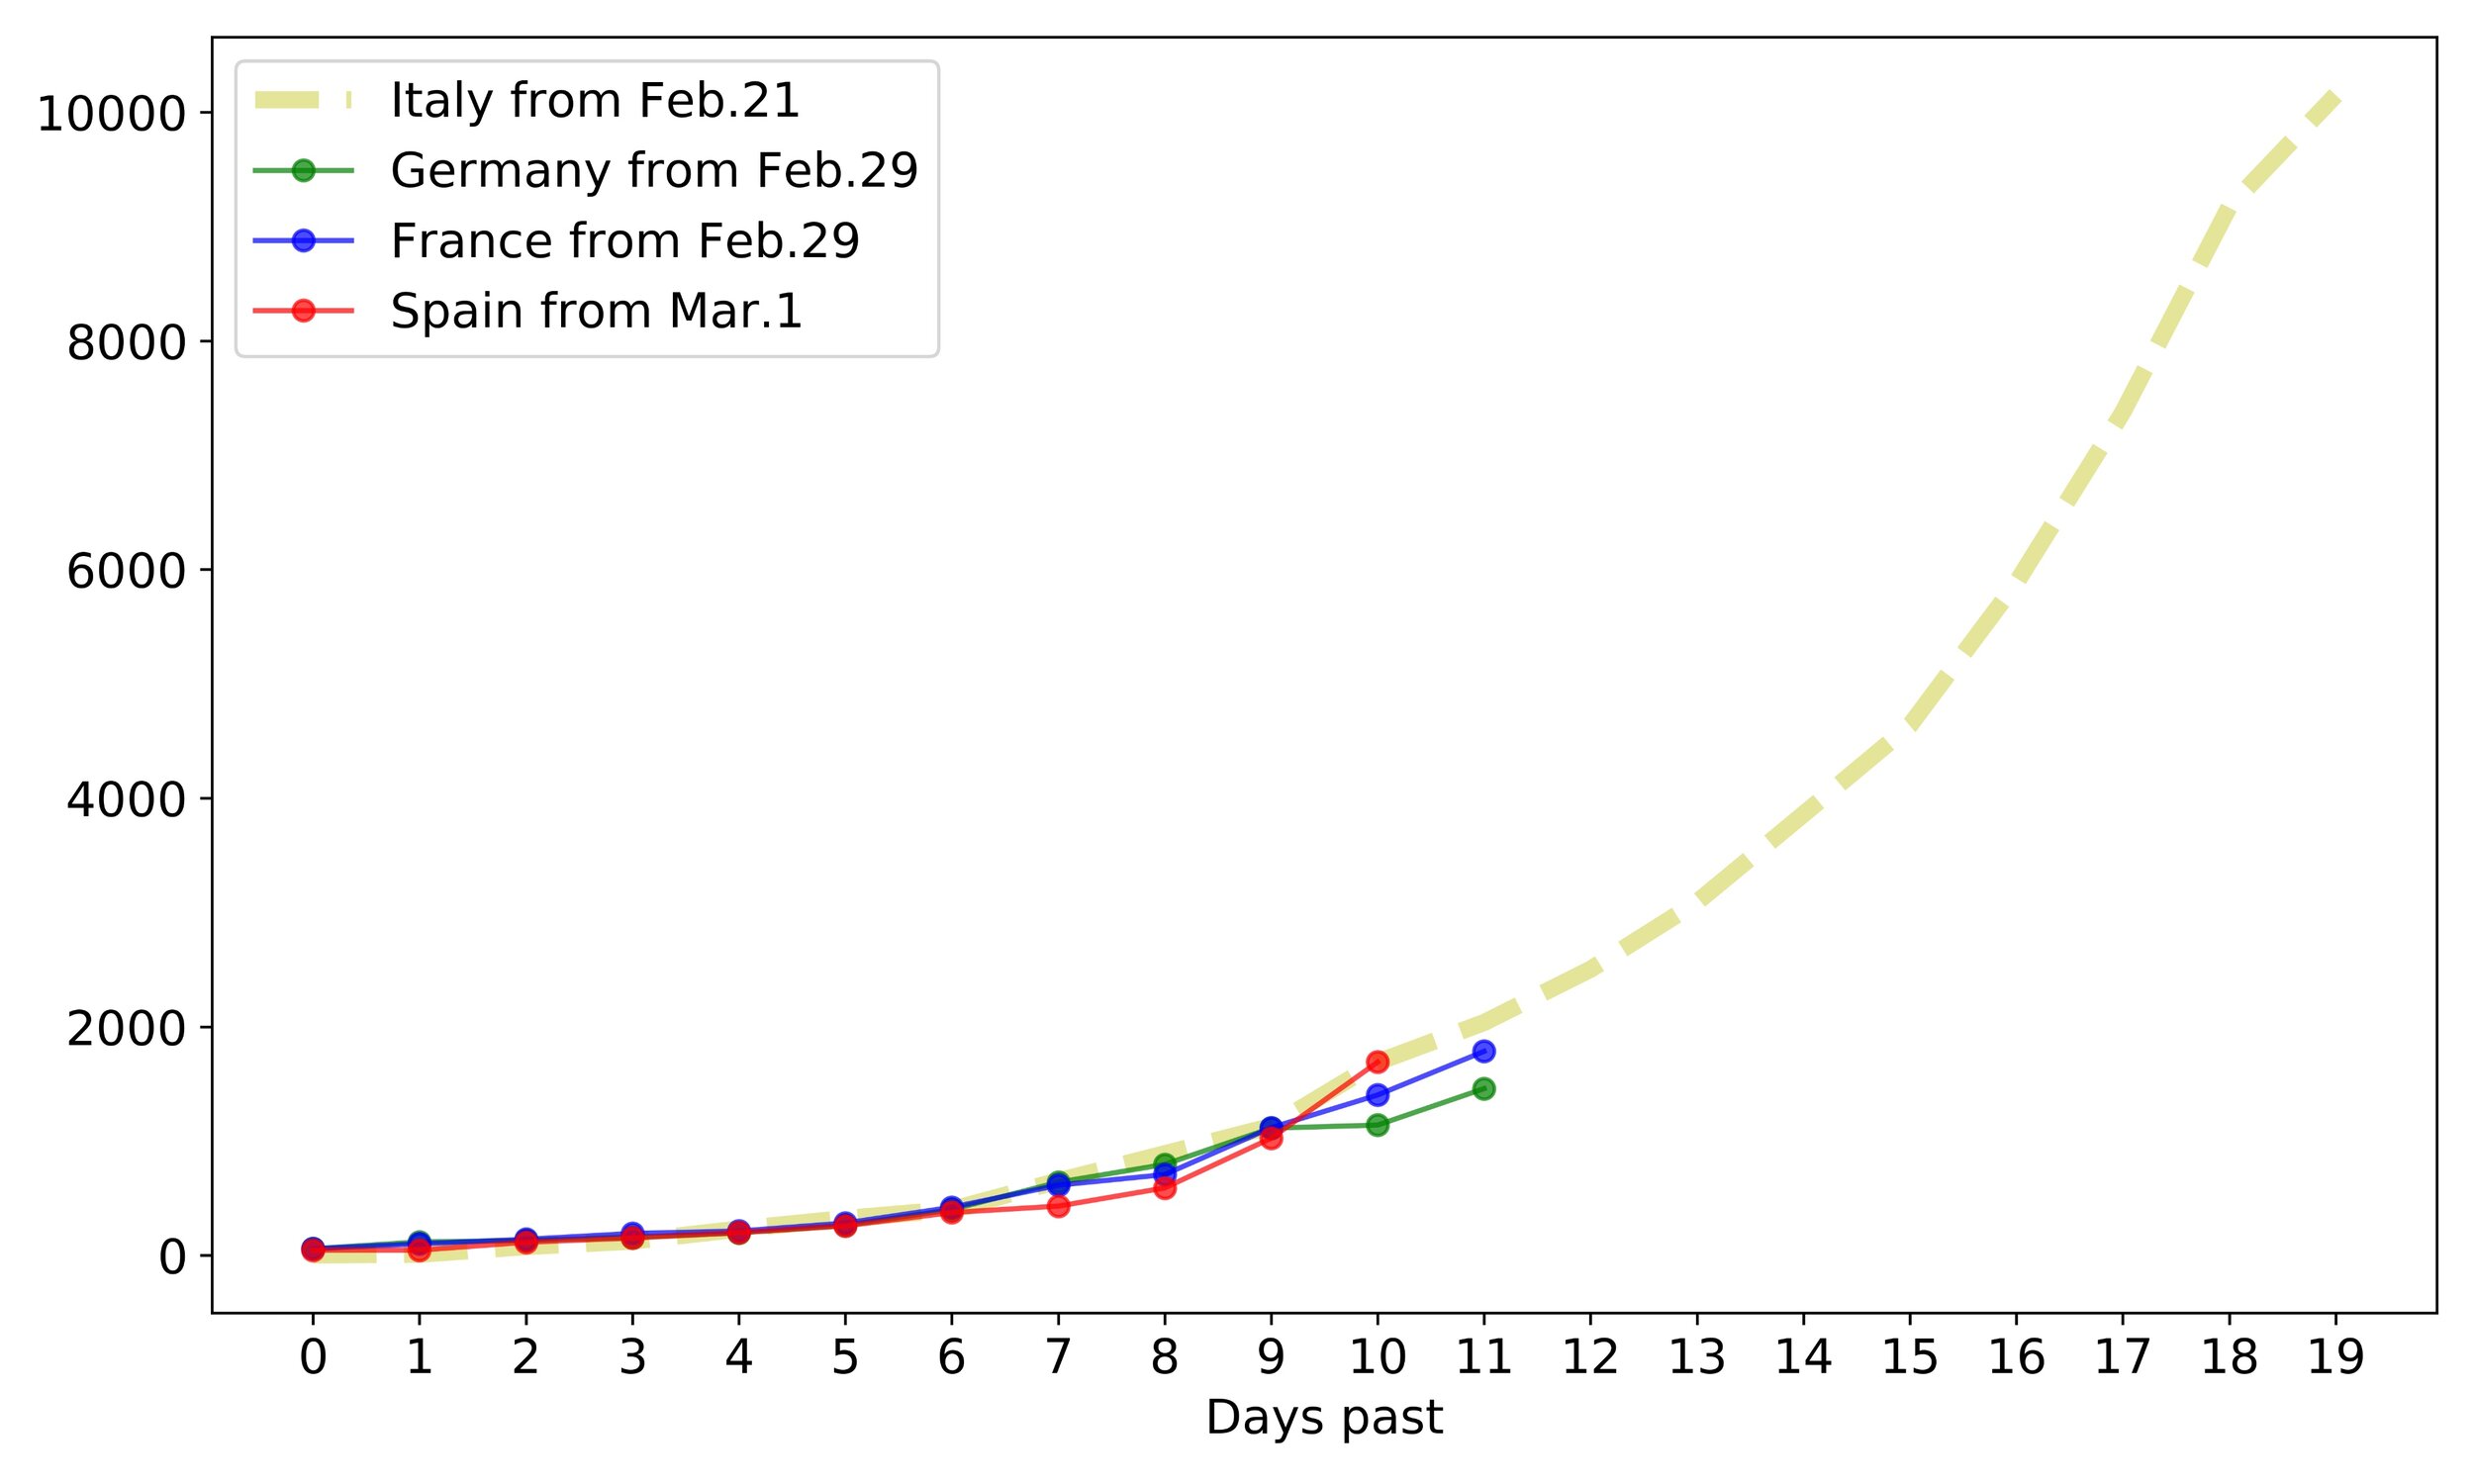 Italy from Feb.21
Germany from Feb.29
France from Feb.29
Spain from Mar.1
10000
8000
6000
4000
2000
0
0 1 2 3 4 5 6 7 8 9 10 11 12 13 14 15 16 17 18 19
Days past